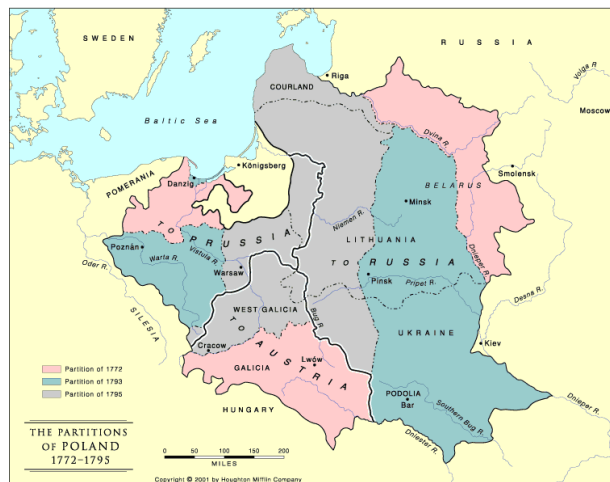 SWEDEN
RUSSIA
Riga
COURLAND
Volga R.
Moscow
Baltic Sea
Dvina R.
Smolensk
Königsberg
POMERANIA
Danzig
BELARUS
Minsk
Niemen R.
LITHUANIA
TO PRUSSIA
TO RUSSIA
Dnieper R.
Poznán
Vistula R.
Warta R.
Warsaw
Oder R.
Pinsk
Pripet R.
Desna R.
SILESIA
WEST GALICIA
Bug R.
TO AUSTRIA
UKRAINE
Kiev
Cracow
Lwów
GALICIA
Partition of 1772
Partition of 1793
Partition of 1795
PODOLIA
Bar
Southern Bug R.
Dnieper R.
HUNGARY
Dniester R.
THE PARTITIONS
OF POLAND
1772–1795
0 50 100 150 200
MILES
Copyright © 2001 by Houghton Mifflin Company